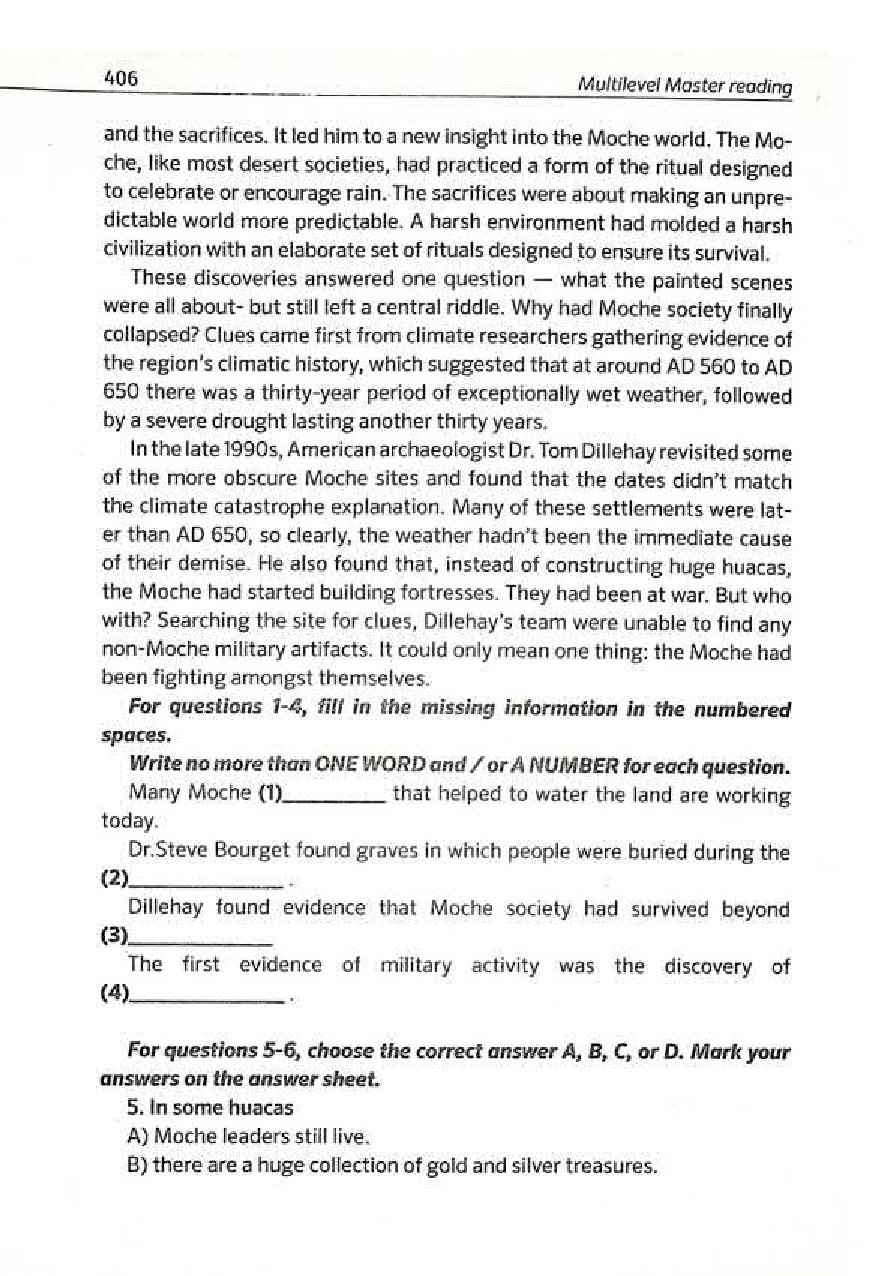 406
Multilevel Master reading
and the sacrifices. It led him to a new insight into the Moche world. The Mo-
che, like most desert societies, had practiced a form of the ritual designed
to celebrate or encourage rain. The sacrifices were about making an unpre-
dictable world more predictable. A harsh environment had molded a harsh
civilization with an elaborate set of rituals designed to ensure its survival.
These discoveries answered one question — what the painted scenes
were all about- but still left a central riddle. Why had Moche society finally
collapsed? Clues came first from climate researchers gathering evidence of
the region's climatic history, which suggested that at around AD 560 to AD
650 there was a thirty-year period of exceptionally wet weather, followed
by a severe drought lasting another thirty years.
In the late 1990s, American archaeologist Dr. Tom Dillehay revisited some
of the more obscure Moche sites and found that the dates didn't match
the climate catastrophe explanation. Many of these settlements were lat-
er than AD 650, so clearly, the weather hadn't been the immediate cause
of their demise. He also found that, instead of constructing huge huacas,
the Moche had started building fortresses. They had been at war. But who
with? Searching the site for clues, Dillehay's team were unable to find any
non-Moche military artifacts. It could only mean one thing: the Moche had
been fighting amongst themselves.
For questions 1-4, fill in the missing information in the numbered
spaces.
Write no more than ONE WORD and / or A NUMBER for each question.
Many Moche (1)_________ that helped to water the land are working
today.
Dr.Steve Bourget found graves in which people were buried during the
(2)______________ .
Dillehay found evidence that Moche society had survived beyond
(3)_____________
The first evidence of military activity was the discovery of
(4)______________ .
For questions 5-6, choose the correct answer A, B, C, or D. Mark your
answers on the answer sheet.
5. In some huacas
A) Moche leaders still live.
B) there are a huge collection of gold and silver treasures.